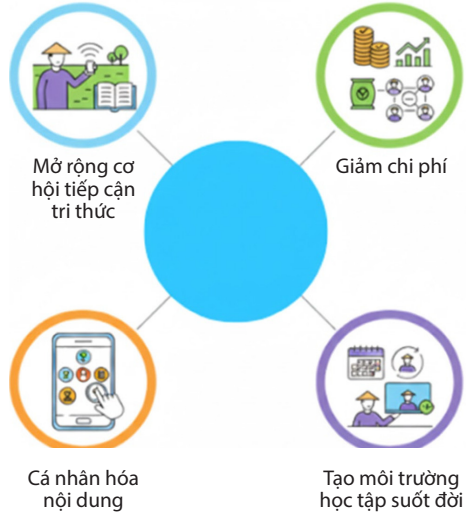 Mở rộng cơ
hội tiếp cận
tri thức
Giảm chi phí
Cá nhân hóa
nội dung
Tạo môi trường
học tập suốt đời